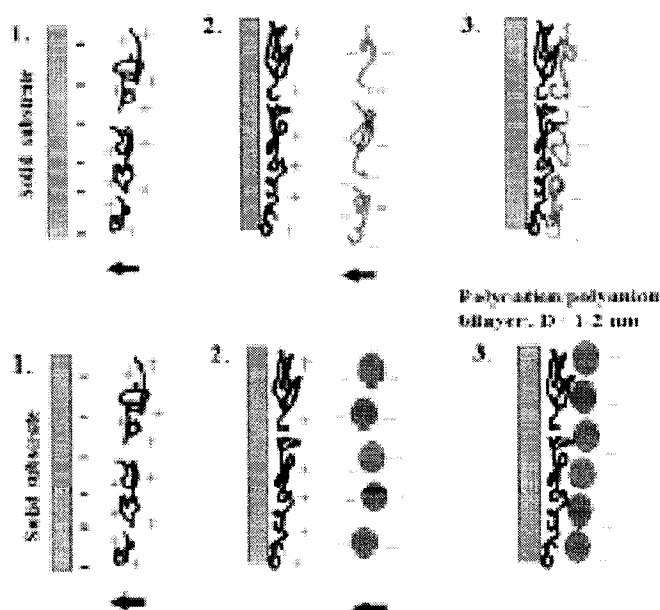 1.
2.
3.
Solid substrate
Polycation/polyanion
bilayer, D~1-2 nm
1.
2.
3.
Solid substrate